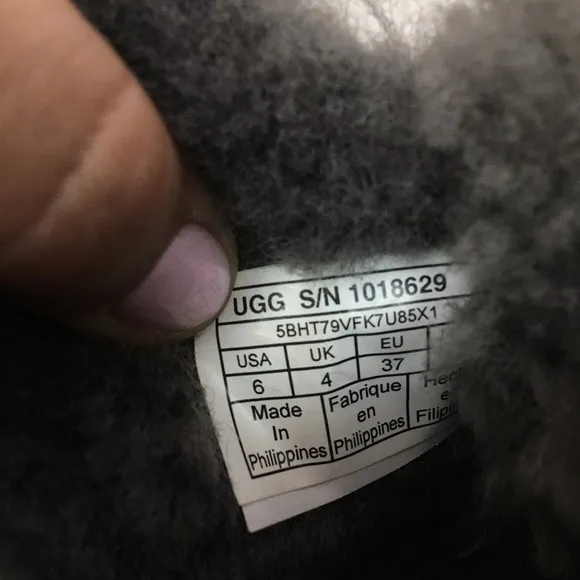 UGG S/N 1018629
5BHT79VFK7U85X1
USA UK EU
6 4 37
Made In Philippines
Fabrique en Philippines